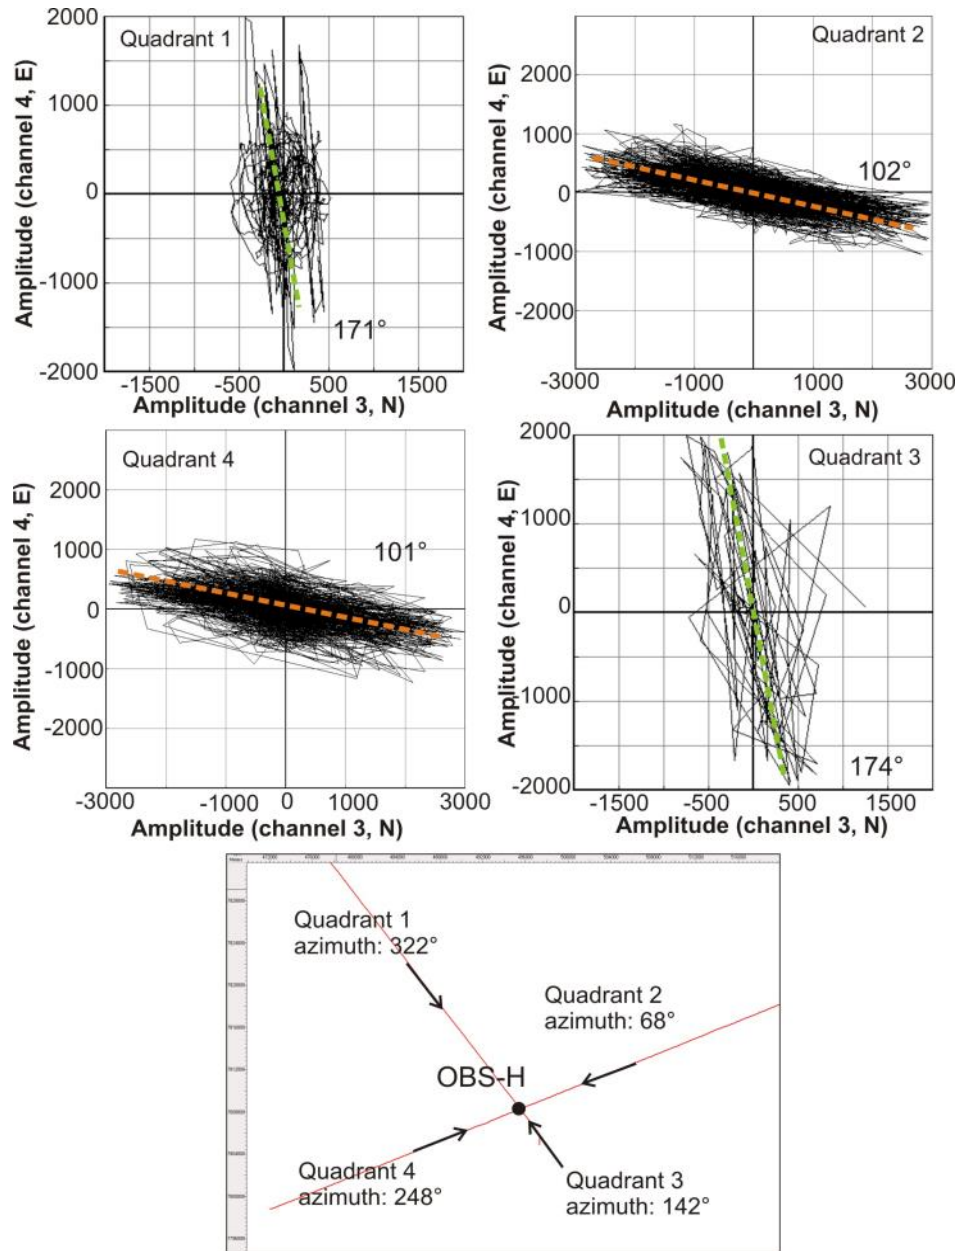 Quadrant 1
Amplitude (channel 4, E)
2000
1000
0
-1000
-2000
171°
-1500
-500
0
500
1500
Amplitude (channel 3, N)
Quadrant 2
Amplitude (channel 4, E)
2000
1000
0
-1000
-2000
102°
-3000
-1000
0
1000
3000
Amplitude (channel 3, N)
Quadrant 4
Amplitude (channel 4, E)
2000
1000
0
-1000
-2000
101°
-3000
-1000
0
1000
3000
Amplitude (channel 3, N)
Quadrant 3
Amplitude (channel 4, E)
2000
1000
0
-1000
-2000
174°
-1500
-500
0
500
1500
Amplitude (channel 3, N)
Quadrant 1
azimuth: 322°
Quadrant 2
azimuth: 68°
OBS-H
Quadrant 4
azimuth: 248°
Quadrant 3
azimuth: 142°